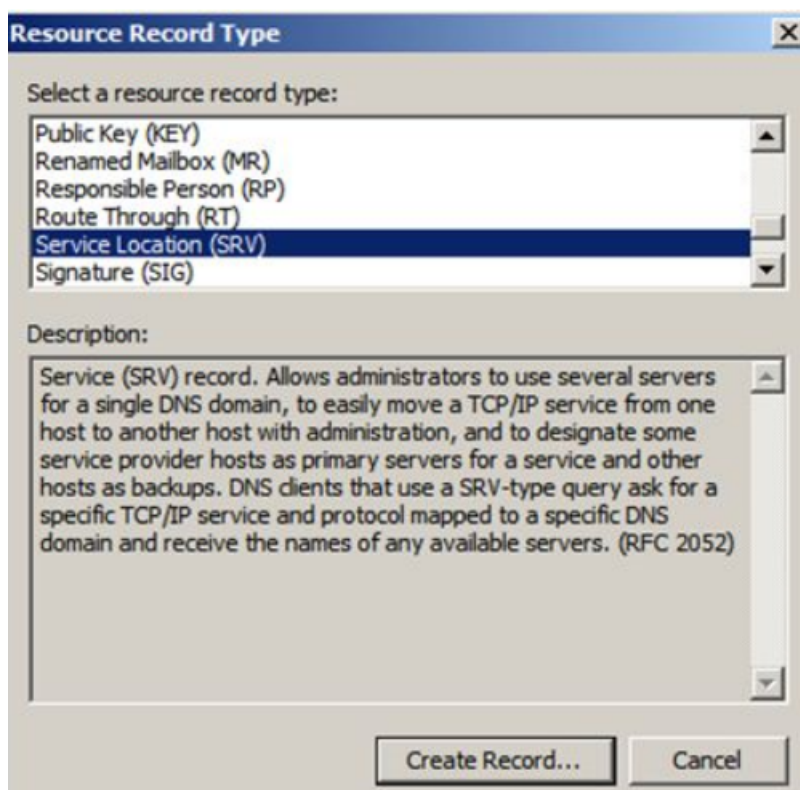 Resource Record Type
Select a resource record type:
Public Key (KEY)
Renamed Mailbox (MR)
Responsible Person (RP)
Route Through (RT)
Service Location (SRV)
Signature (SIG)
Description:
Service (SRV) record. Allows administrators to use several servers
for a single DNS domain, to easily move a TCP/IP service from one
host to another host with administration, and to designate some
service provider hosts as primary servers for a service and other
hosts as backups. DNS clients that use a SRV-type query ask for a
specific TCP/IP service and protocol mapped to a specific DNS
domain and receive the names of any available servers. (RFC 2052)
Create Record... Cancel